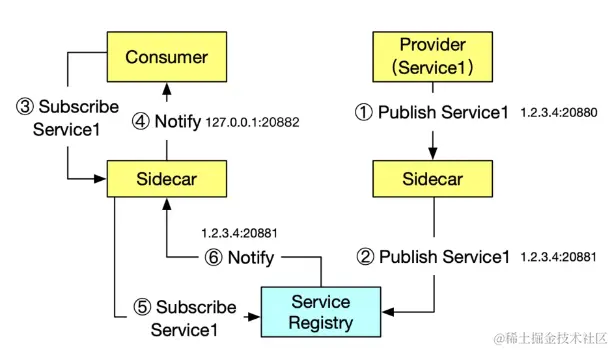 Consumer
Provider
（Service1）
③ Subscribe
Service1
④ Notify 127.0.0.1:20882
① Publish Service1 1.2.3.4:20880
Sidecar
Sidecar
1.2.3.4:20881
⑥ Notify
② Publish Service1 1.2.3.4:20881
⑤ Subscribe
Service1
Service
Registry
@稀土掘金技术社区